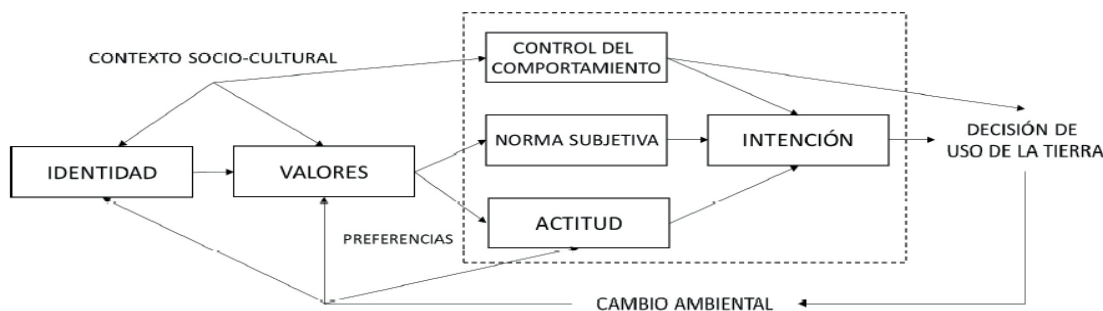 CONTEXTO SOCIO-CULTURAL
CONTROL DEL
COMPORTAMIENTO
IDENTIDAD
VALORES
NORMA SUBJETIVA
INTENCIÓN
DECISIÓN DE
USO DE LA TIERRA
ACTITUD
PREFERENCIAS
CAMBIO AMBIENTAL